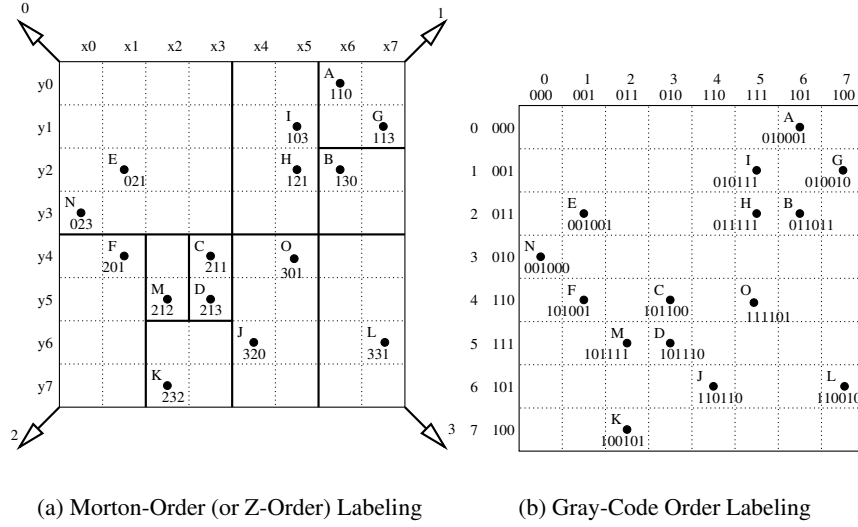 0
1
x0 x1 x2 x3 x4 x5 x6 x7
y0
y1
y2
y3
y4
y5
y6
y7
A
110
I
103
G
113
E
021
H
121
B
130
N
023
F
201
C
211
O
301
M
212
D
213
J
320
L
331
K
232
2
3
(a) Morton-Order (or Z-Order) Labeling
0 1 2 3 4 5 6 7
000 001 011 010 110 111 101 100
0 000
1 001
2 011
3 010
4 110
5 111
6 101
7 100
A
010001
I
010111
G
010010
E
001001
H
011111
B
011011
N
001000
F
101001
C
101100
O
111101
M
101111
D
101110
J
110110
L
110010
K
100101
(b) Gray-Code Order Labeling